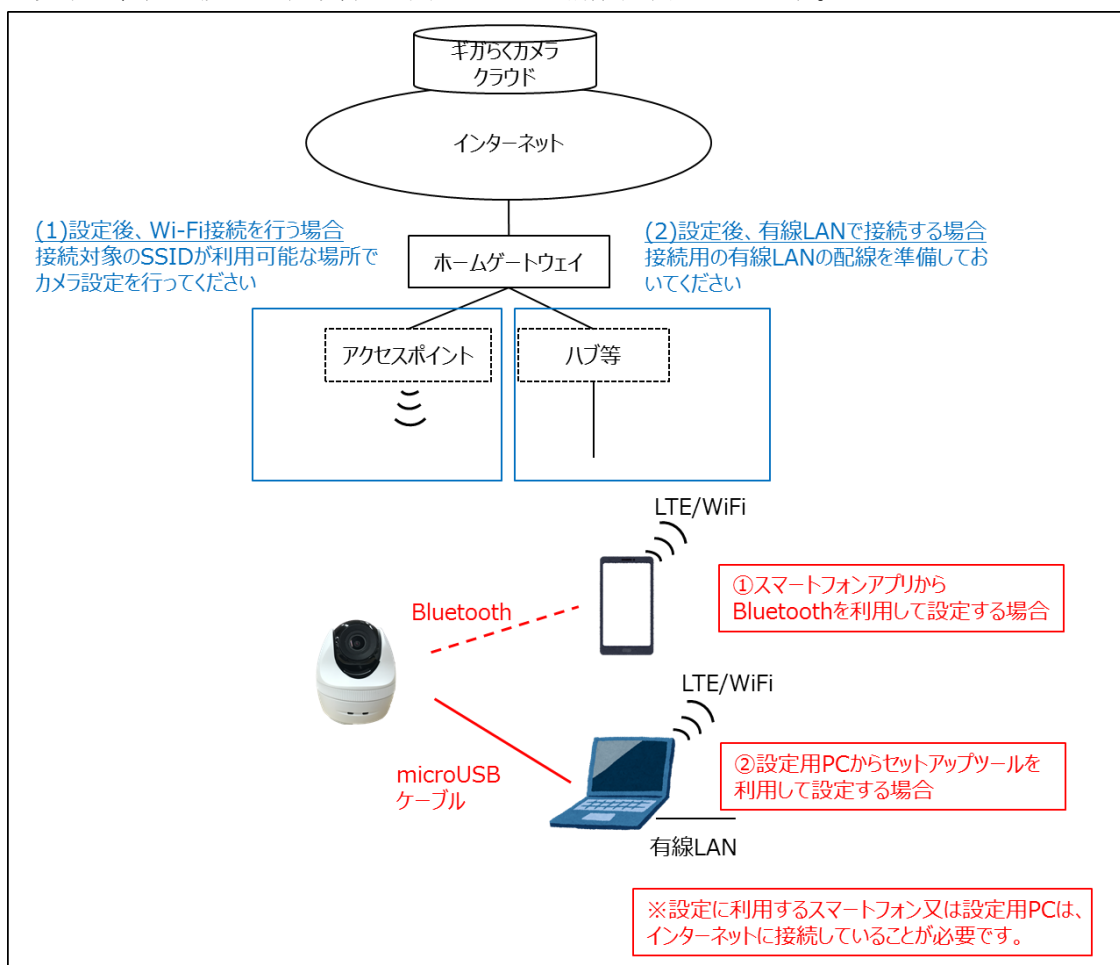 ギガらくカメラ
クラウド
インターネット
(1)設定後、Wi-Fi接続を行う場合
接続対象のSSIDが利用可能な場所で
カメラ設定を行ってください
(2)設定後、有線LANで接続する場合
接続用の有線LANの配線を準備してお
いてください
ホームゲートウェイ
アクセスポイント
ハブ等
LTE/WiFi
①スマートフォンアプリから
Bluetoothを利用して設定する場合
Bluetooth
LTE/WiFi
②設定用PCからセットアップツールを
利用して設定する場合
microUSB
ケーブル
有線LAN
※設定に利用するスマートフォン又は設定用PCは、
インターネットに接続していることが必要です。